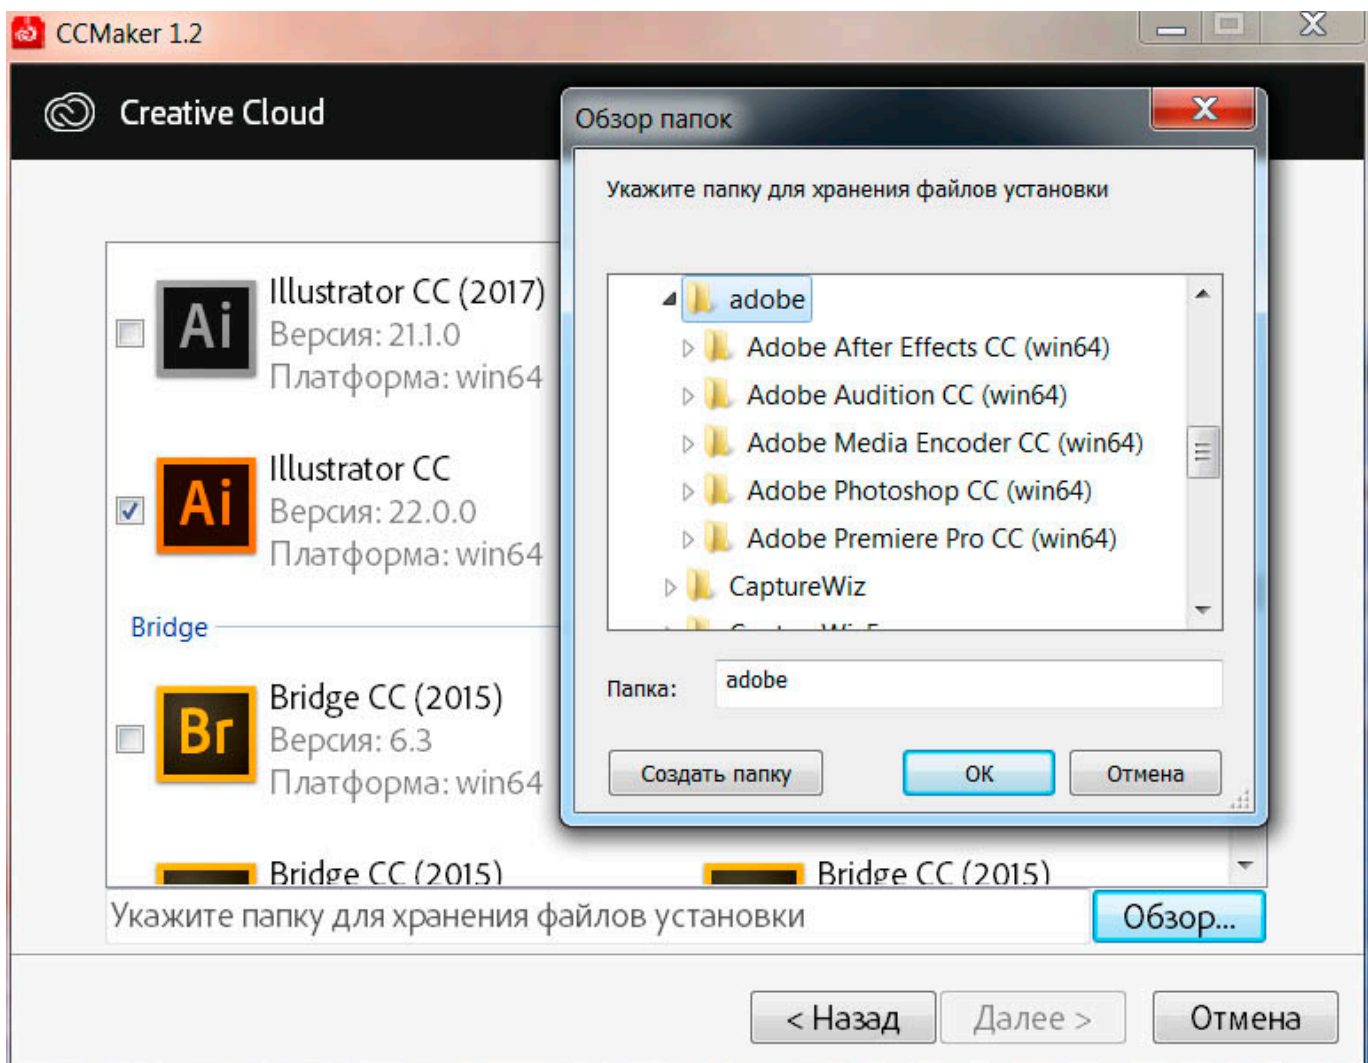 CCMaker 1.2
Creative Cloud
Ai
Illustrator CC (2017)
Версия: 21.1.0
Платформа: win64
Ai
Illustrator CC
Версия: 22.0.0
Платформа: win64
Bridge
Br
Bridge CC (2015)
Версия: 6.3
Платформа: win64
Bridge CC (2015)
Bridge CC (2015)
Укажите папку для хранения файлов установки
Обзор...
< Назад
Далее >
Отмена
Обзор папок
Укажите папку для хранения файлов установки
adobe
Adobe After Effects CC (win64)
Adobe Audition CC (win64)
Adobe Media Encoder CC (win64)
Adobe Photoshop CC (win64)
Adobe Premiere Pro CC (win64)
CaptureWiz
Папка:
adobe
Создать папку
ОК
Отмена